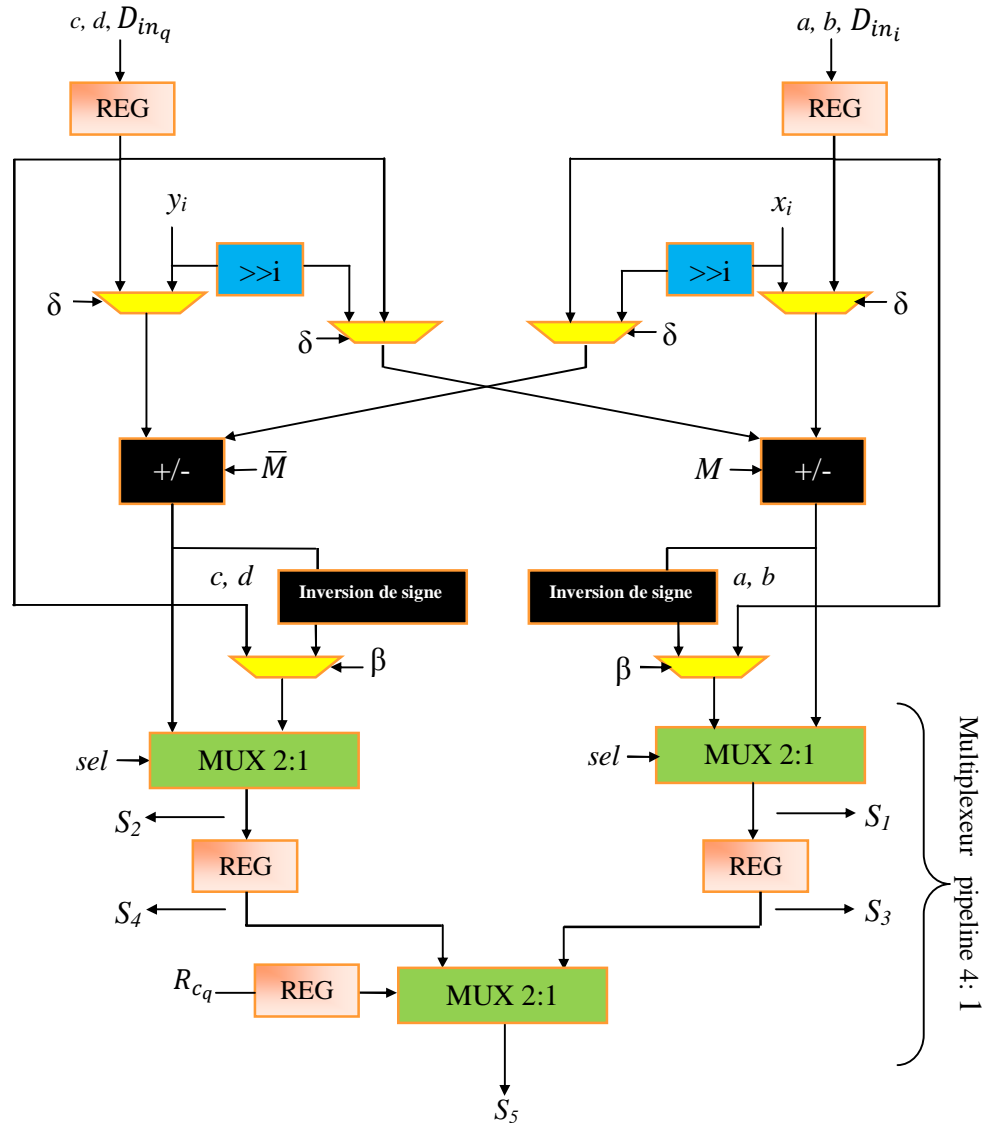 c, d, D_{in_q}
a, b, D_{in_i}
REG
REG
y_i
x_i
>>i
>>i
δ
δ
δ
δ
+/-
M̅
M
+/-
c, d
Inversion de signe
Inversion de signe
a, b
β
β
sel
MUX 2:1
sel
MUX 2:1
S_2
S_1
REG
REG
S_4
S_3
R_{c_q}
REG
MUX 2:1
S_5
Multiplexeur
pipeline 4: 1